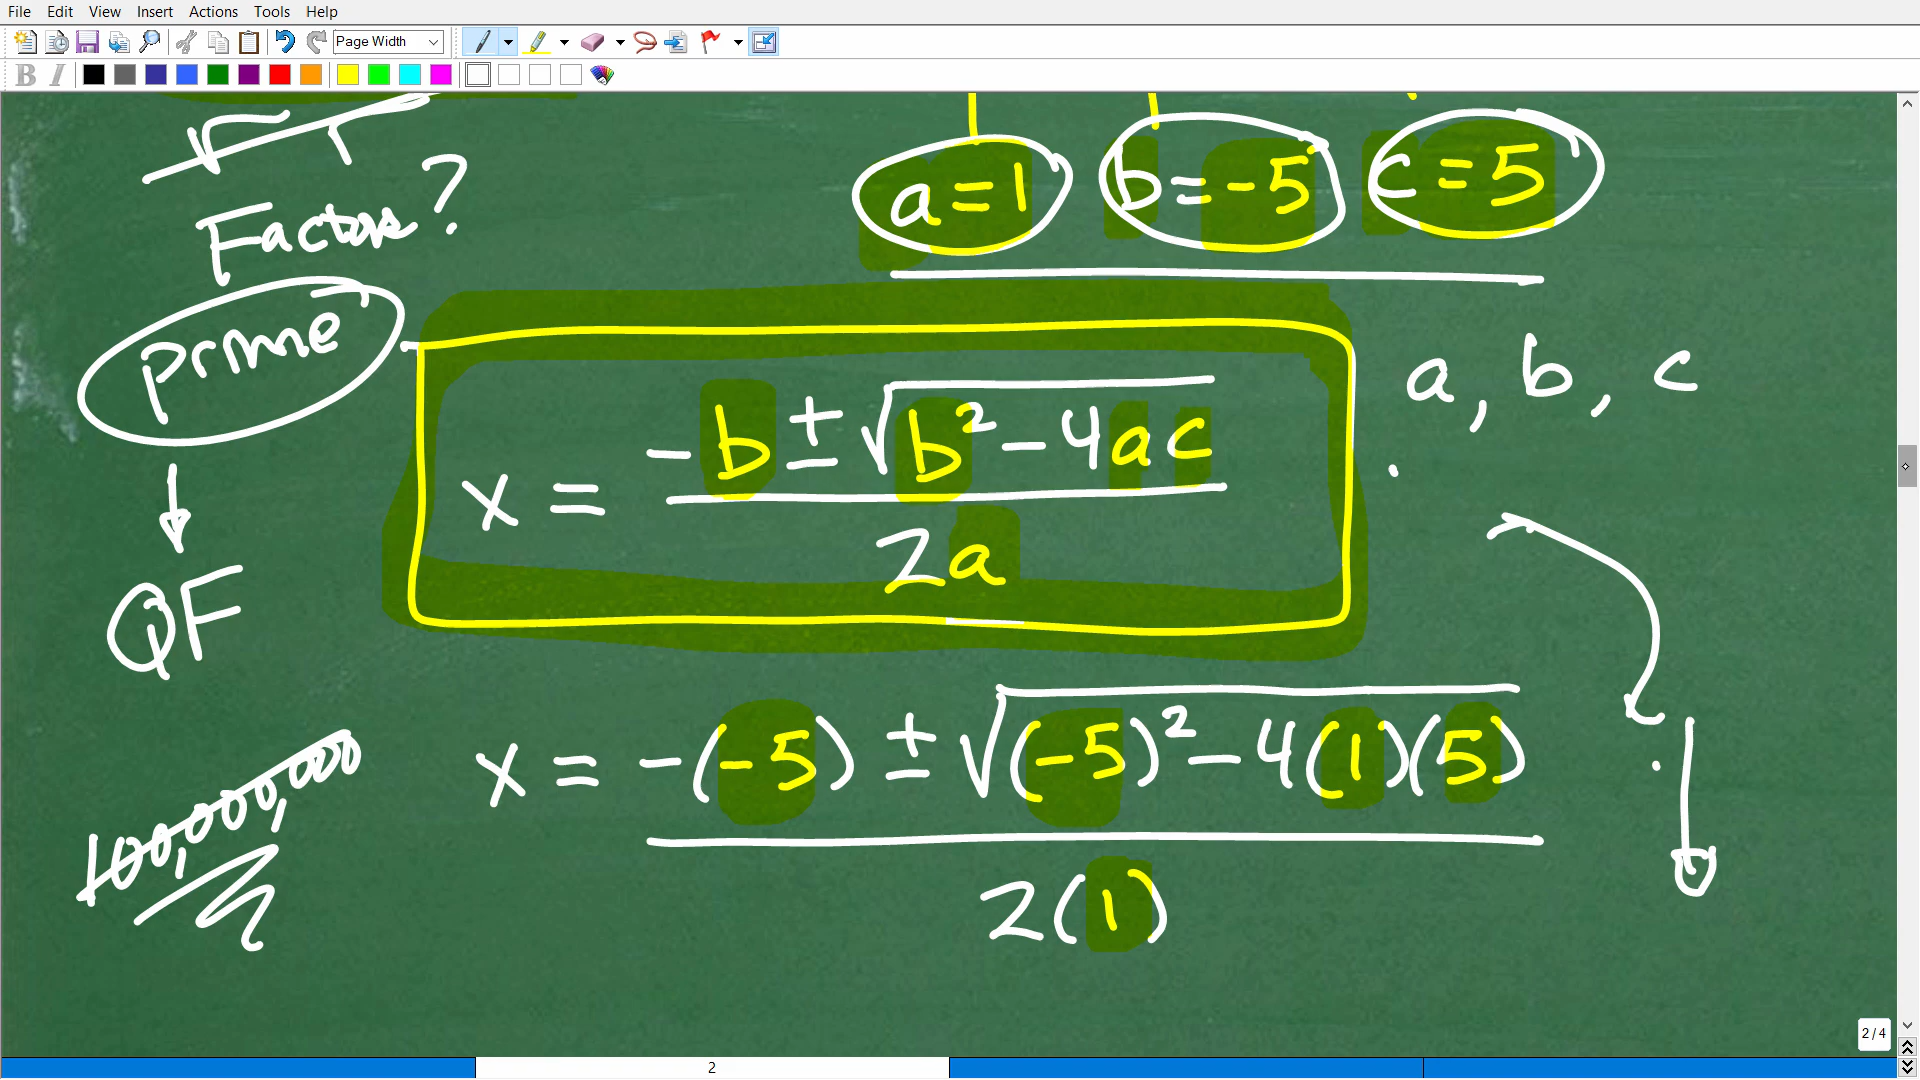 File Edit View Insert Actions Tools Help
Page Width
B I
a = 1 b = -5 c = 5
Factors?
prime
a, b, c
x = (-b ± √(b² - 4ac)) / 2a
QF
x = (-(-5) ± √((-5)² - 4(1)(5))) / 2(1)
100,000,000
2 / 4
2